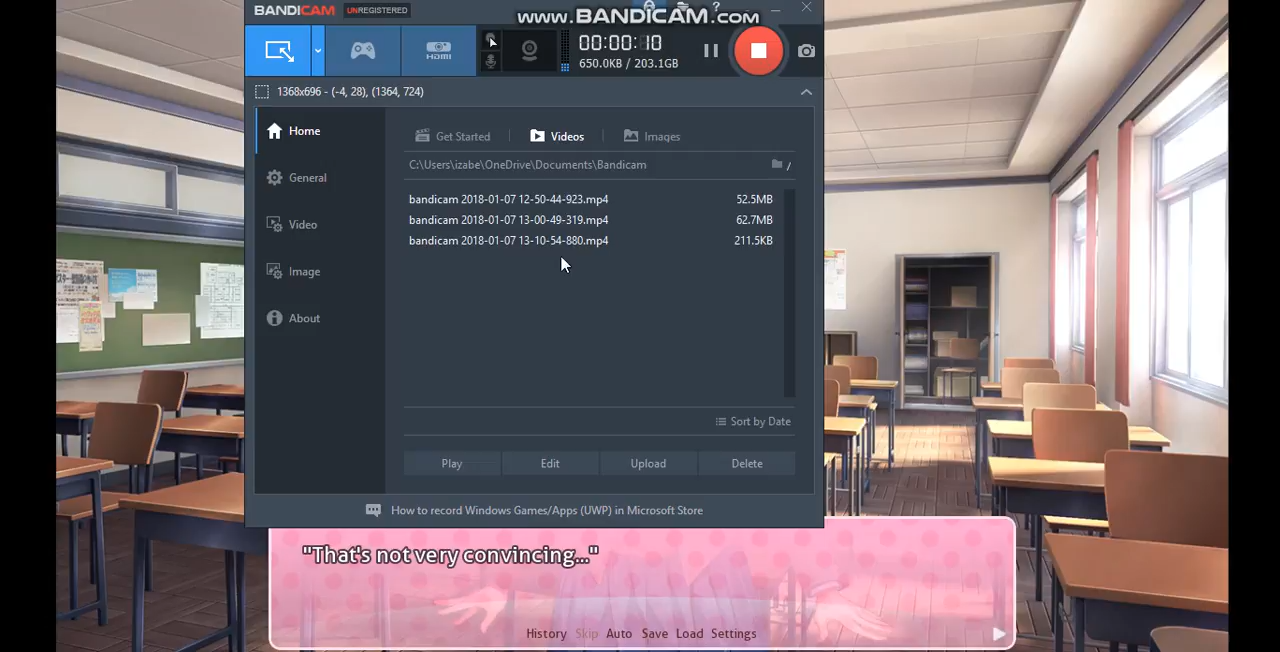 BANDICAM UNREGISTERED
www.BANDICAM.com
HDMI
00:00:10
650.0KB / 203.1GB
1368x696 - (-4, 28), (1364, 724)
Home
General
Video
Image
About
Get Started
Videos
Images
C:\Users\izabe\OneDrive\Documents\Bandicam
bandicam 2018-01-07 12-50-44-923.mp4 52.5MB
bandicam 2018-01-07 13-00-49-319.mp4 62.7MB
bandicam 2018-01-07 13-10-54-880.mp4 211.5KB
Sort by Date
Play Edit Upload Delete
How to record Windows Games/Apps (UWP) in Microsoft Store
"That's not very convincing..."
History Skip Auto Save Load Settings